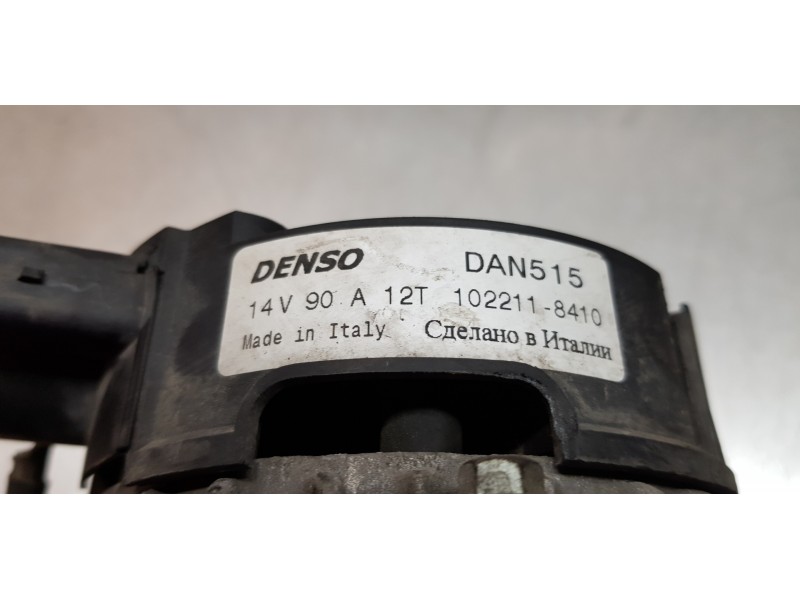 DENSO DAN515
14V 90 A 12T 102211-8410
Made in Italy Сделано в Италии